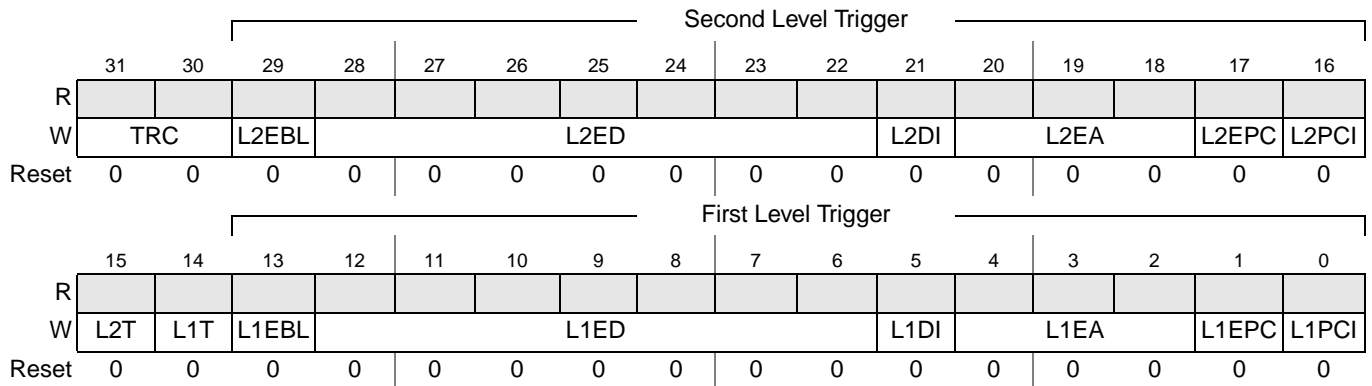 Second Level Trigger
31 30 29 28 27 26 25 24 23 22 21 20 19 18 17 16
R
W TRC L2EBL L2ED L2DI L2EA L2EPC L2PCI
Reset 0 0 0 0 0 0 0 0 0 0 0 0 0 0 0 0
First Level Trigger
15 14 13 12 11 10 9 8 7 6 5 4 3 2 1 0
R
W L2T L1T L1EBL L1ED L1DI L1EA L1EPC L1PCI
Reset 0 0 0 0 0 0 0 0 0 0 0 0 0 0 0 0